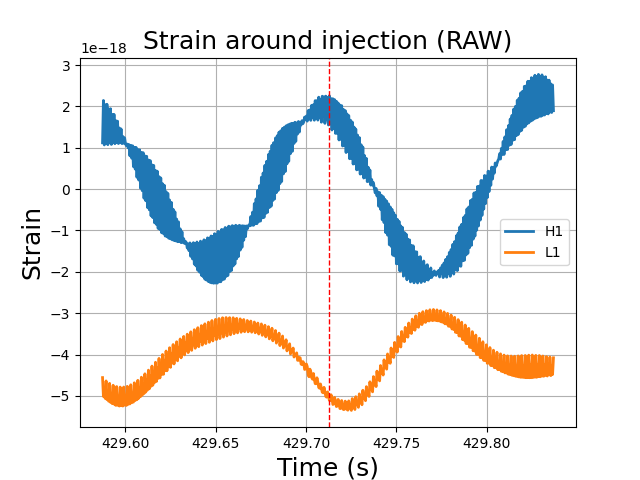 Strain around injection (RAW)
1e−18
3
2
1
0
−1
−2
−3
−4
−5
Strain
H1
L1
429.60 429.65 429.70 429.75 429.80
Time (s)